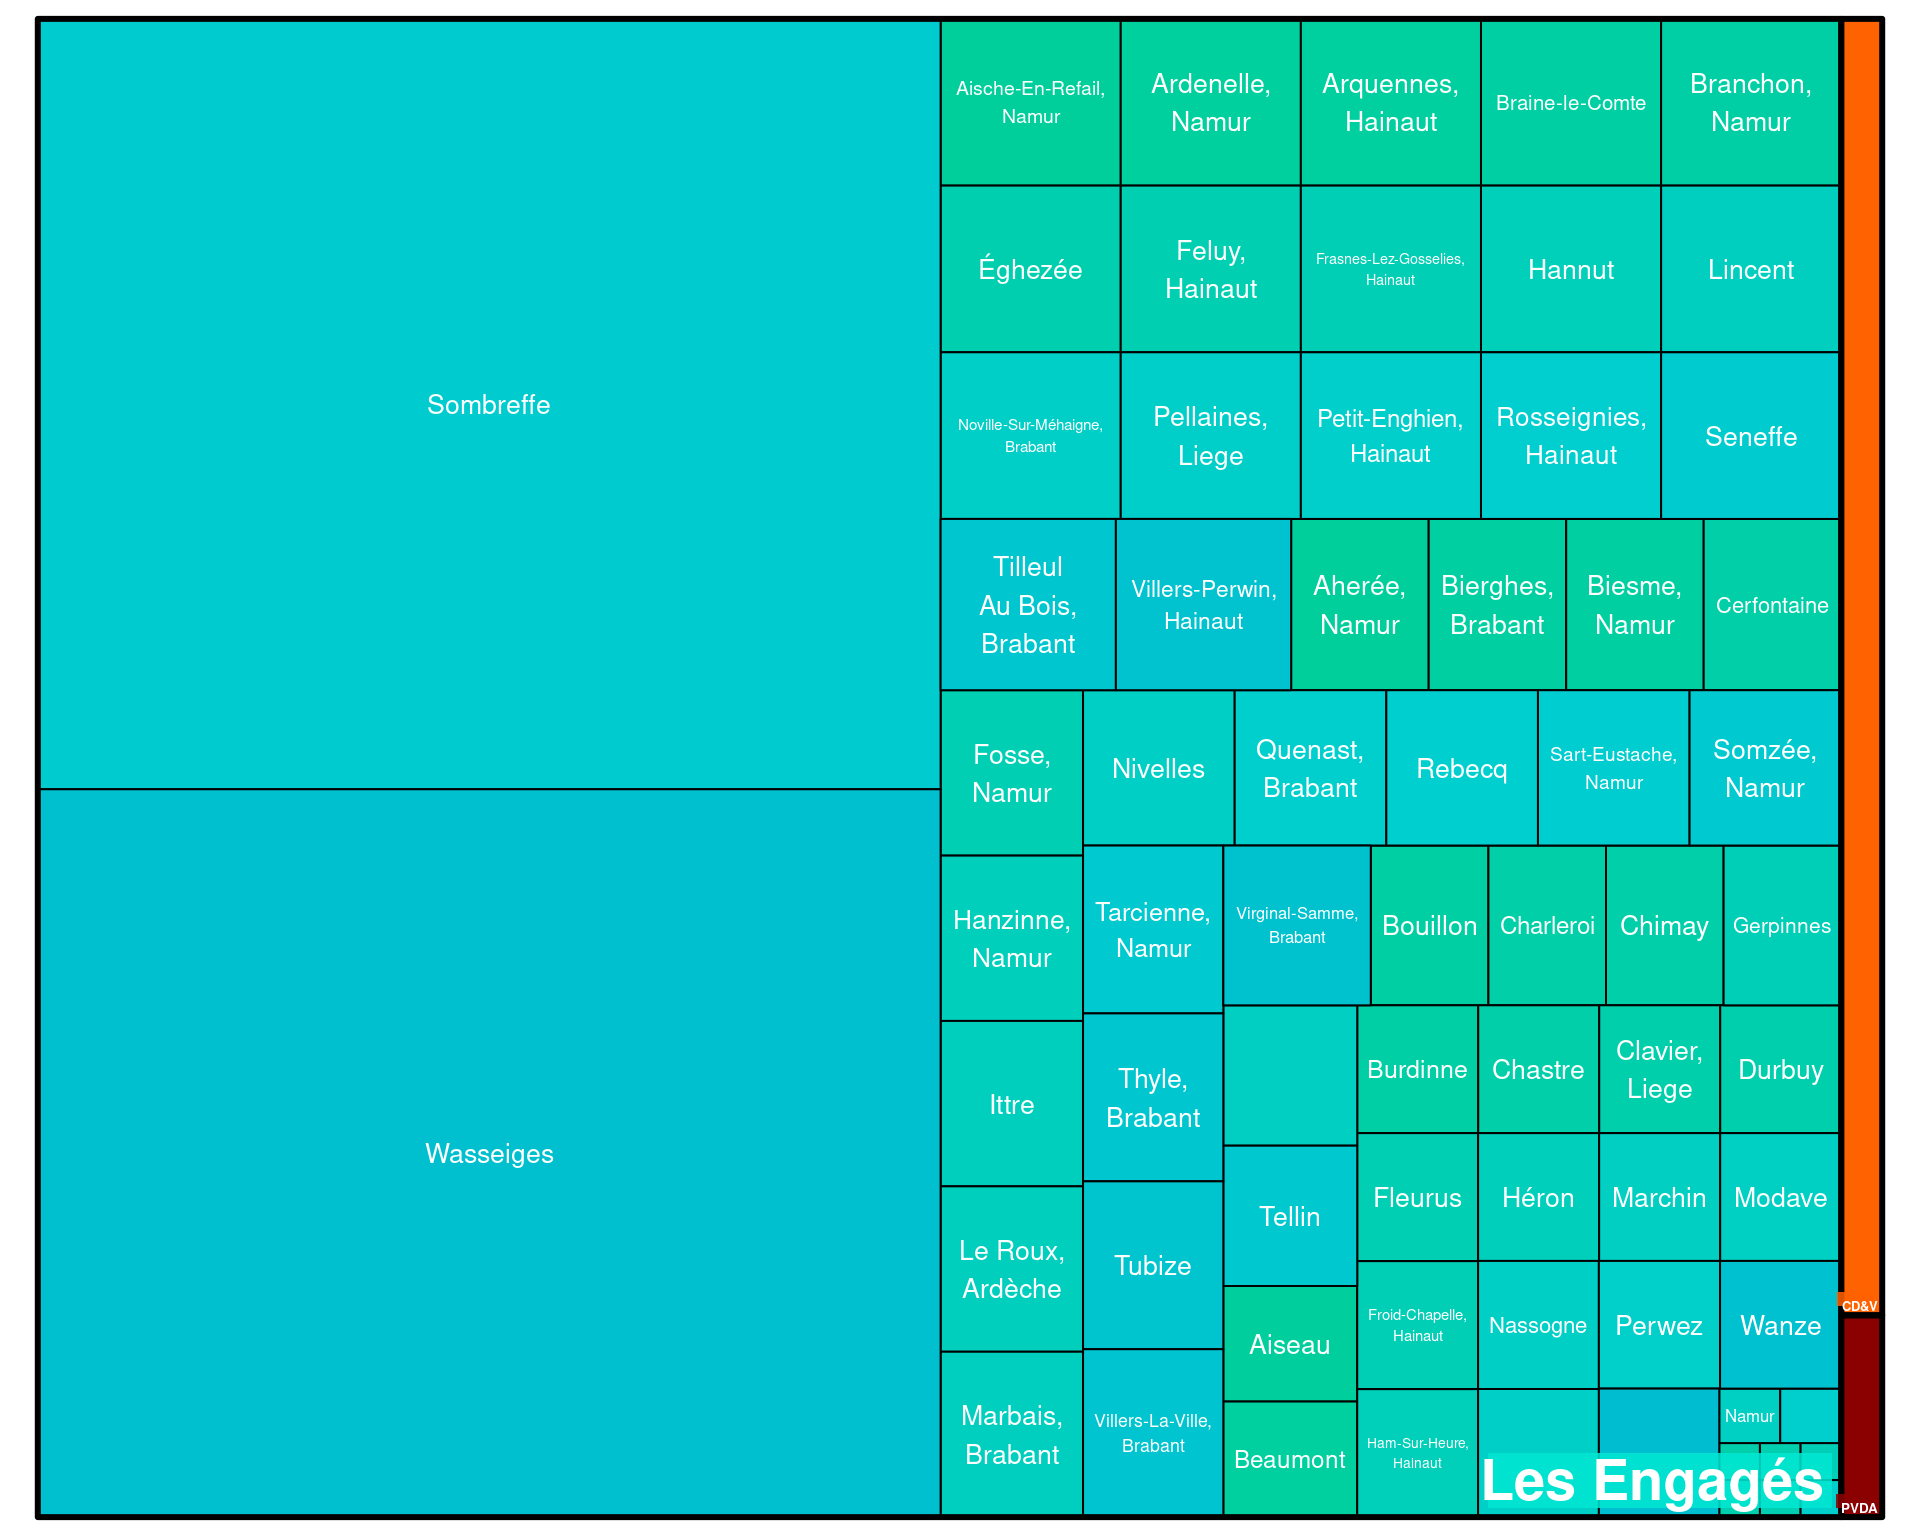 Sombreffe
Wasseiges
Aische-En-Refail,
Namur
Ardenelle,
Namur
Arquennes,
Hainaut
Braine-le-Comte
Branchon,
Namur
Éghezée
Feluy,
Hainaut
Frasnes-Lez-Gosselies,
Hainaut
Hannut
Lincent
Noville-Sur-Méhaigne,
Brabant
Pellaines,
Liege
Petit-Enghien,
Hainaut
Rosseignies,
Hainaut
Seneffe
Tilleul
Au Bois,
Brabant
Villers-Perwin,
Hainaut
Aherée,
Namur
Bierghes,
Brabant
Biesme,
Namur
Cerfontaine
Fosse,
Namur
Nivelles
Quenast,
Brabant
Rebecq
Sart-Eustache,
Namur
Somzée,
Namur
Hanzinne,
Namur
Tarcienne,
Namur
Virginal-Samme,
Brabant
Bouillon
Charleroi
Chimay
Gerpinnes
Ittre
Thyle,
Brabant
Burdinne
Chastre
Clavier,
Liege
Durbuy
Le Roux,
Ardèche
Tubize
Tellin
Fleurus
Héron
Marchin
Modave
Aiseau
Froid-Chapelle,
Hainaut
Nassogne
Perwez
Wanze
Marbais,
Brabant
Villers-La-Ville,
Brabant
Beaumont
Ham-Sur-Heure,
Hainaut
Namur
Les Engagés
CD&V
PVDA